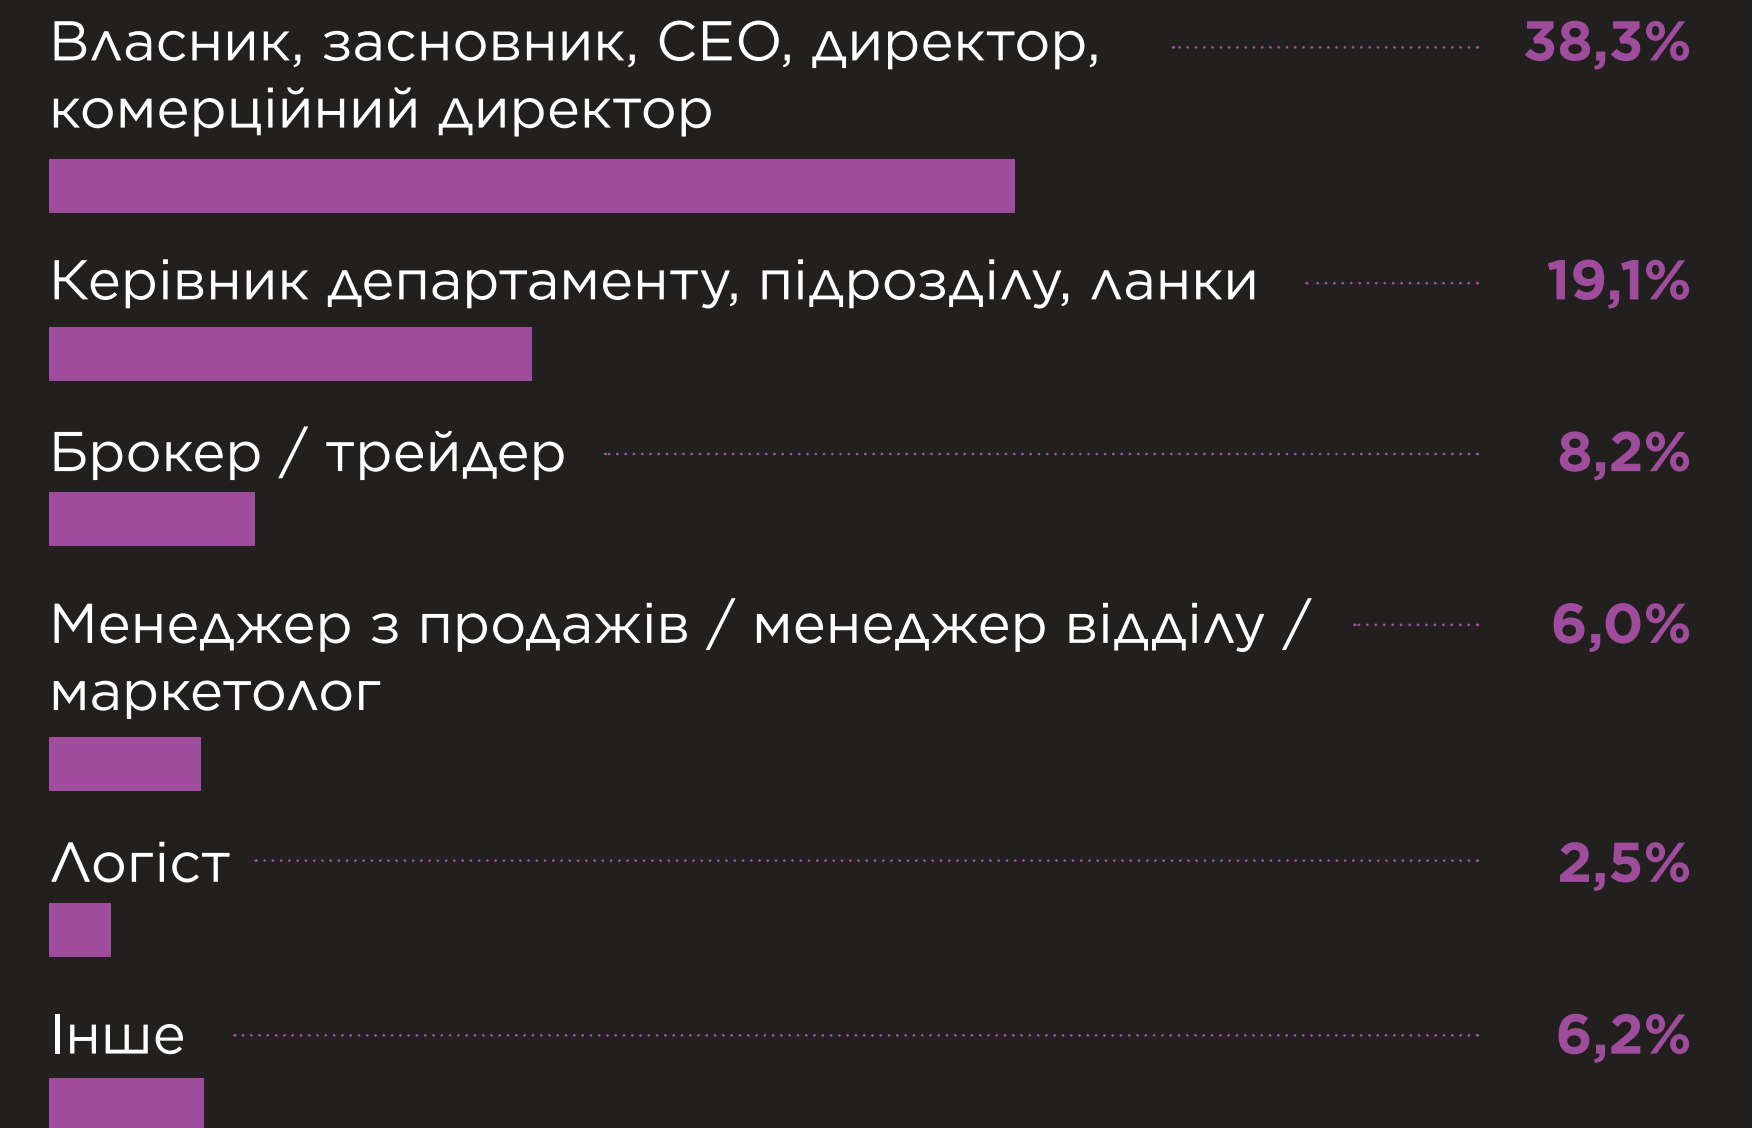 Власник, засновник, CEO, директор, 38,3%
комерційний директор
Керівник департаменту, підрозділу, ланки 19,1%
Брокер / трейдер 8,2%
Менеджер з продажів / менеджер відділу / 6,0%
маркетолог
Логіст 2,5%
Інше 6,2%